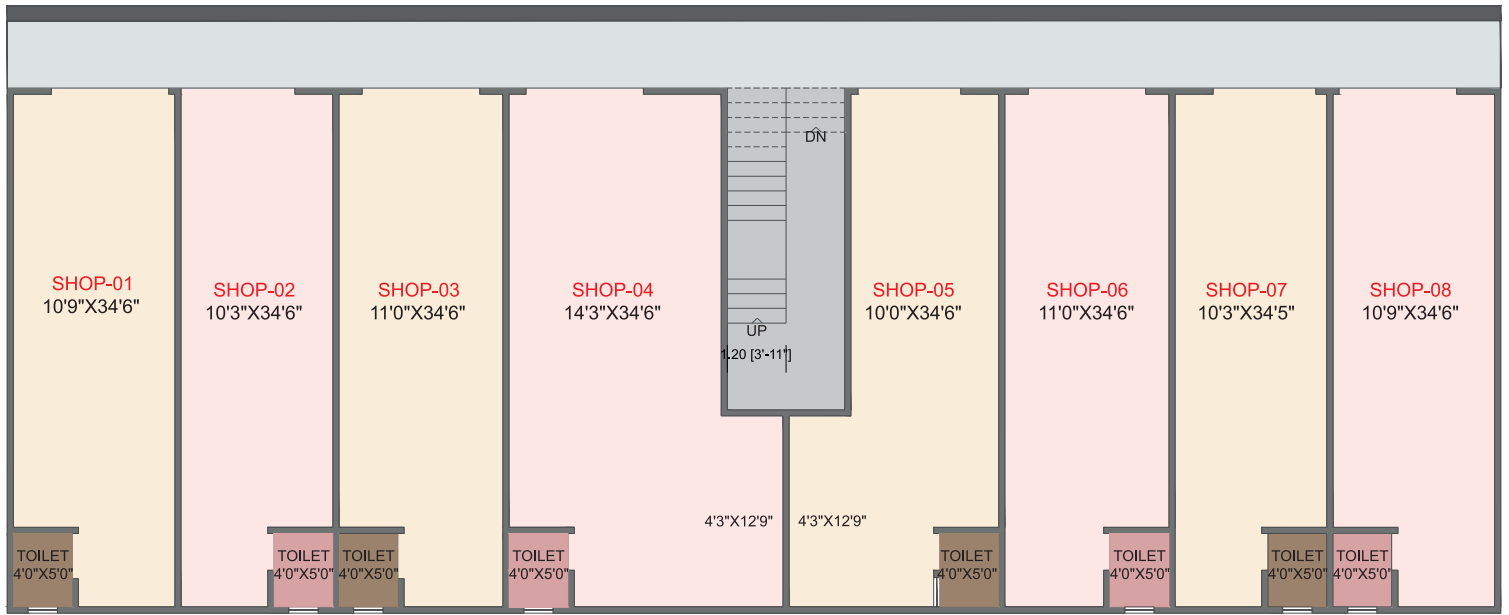 DN
SHOP-01
10'9"X34'6"
SHOP-02
10'3"X34'6"
SHOP-03
11'0"X34'6"
SHOP-04
14'3"X34'6"
SHOP-05
10'0"X34'6"
SHOP-06
11'0"X34'6"
SHOP-07
10'3"X34'5"
SHOP-08
10'9"X34'6"
UP
1.20 [3'-11"]
4'3"X12'9"
4'3"X12'9"
TOILET
4'0"X5'0"
TOILET
4'0"X5'0"
TOILET
4'0"X5'0"
TOILET
4'0"X5'0"
TOILET
4'0"X5'0"
TOILET
4'0"X5'0"
TOILET
4'0"X5'0"
TOILET
4'0"X5'0"